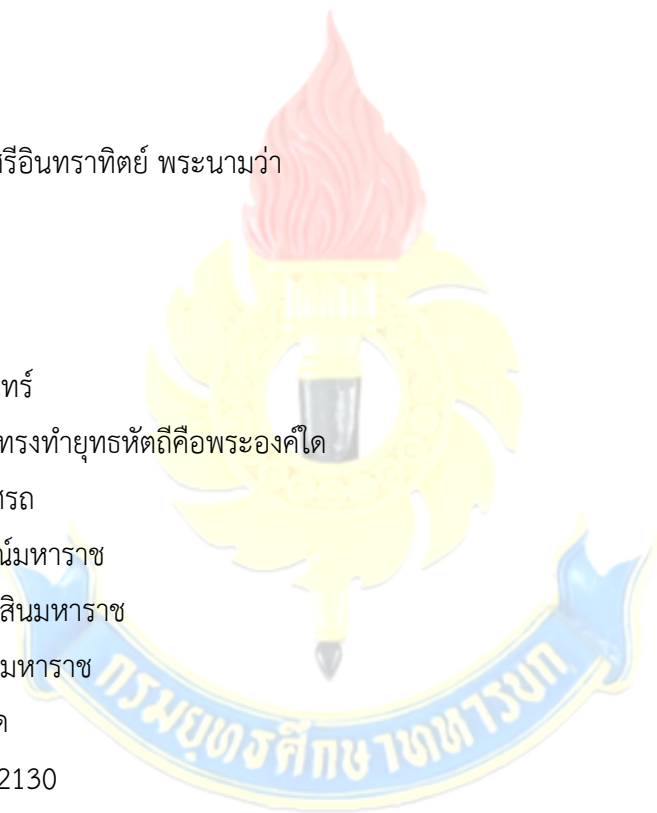 ศรีอินทราทิตย์ พระนามว่า
ทร์
ทรงทำยุทธหัตถีคือพระองค์ใด
ศรถ
ณ์มหาราช
สินมหาราช
มหาราช
ด
2130
กรมยุทธศึกษาทหารบก